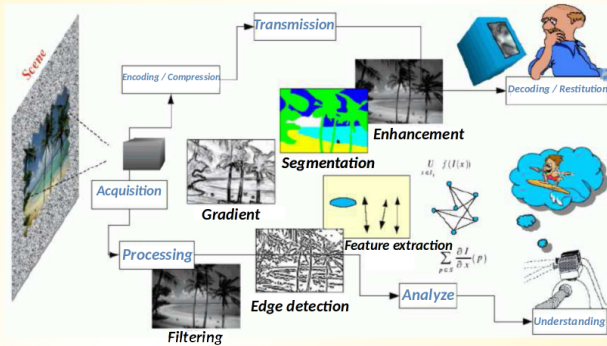 Transmission
Scene
Encoding / Compression
Decoding / Restitution
Enhancement
Segmentation
Acquisition
Gradient
Feature extraction
Processing
Edge detection
Analyze
Understanding
Filtering